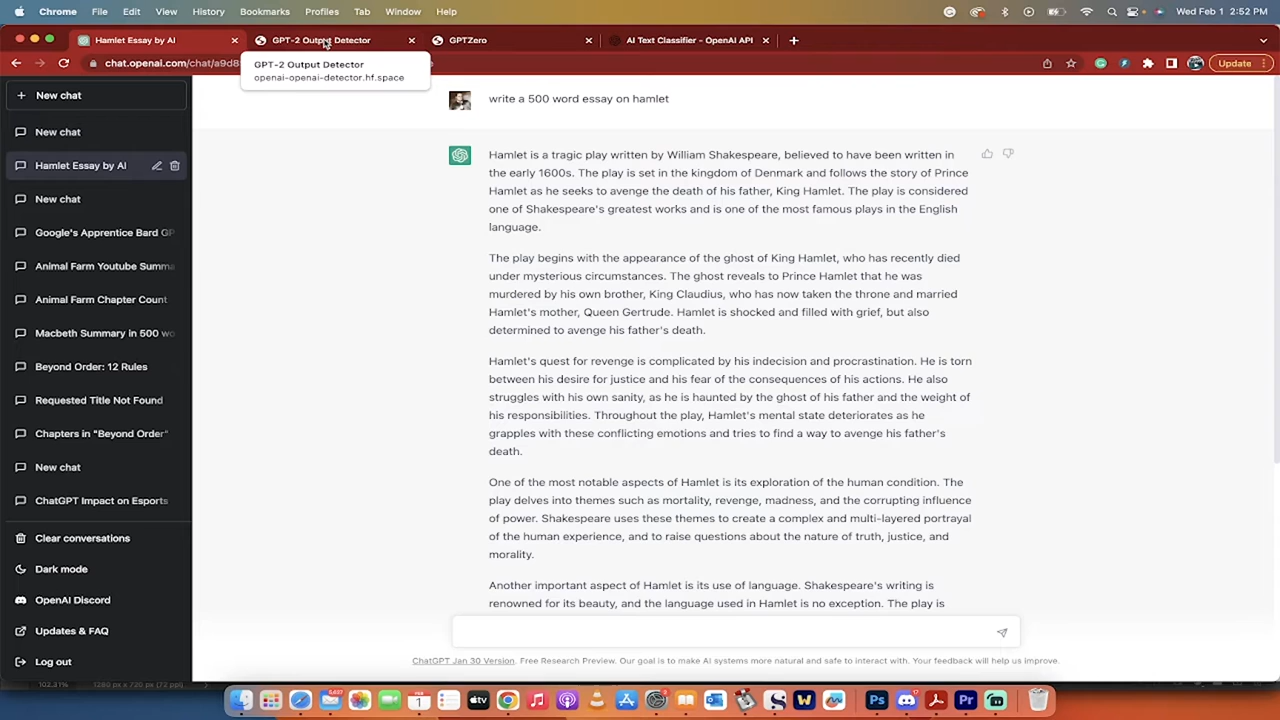 Chrome File Edit View History Bookmarks Profiles Tab Window Help Wed Feb 1 2:52 PM
Hamlet Essay by AI GPT-2 Output Detector GPTZero AI Text Classifier - OpenAI API
chat.openai.com/chat/a9d8 Update
GPT-2 Output Detector
openai-openai-detector.hf.space
New chat
New chat
Hamlet Essay by AI
New chat
Google's Apprentice Bard GP
Animal Farm Youtube Summa
Animal Farm Chapter Count
Macbeth Summary in 500 wo
Beyond Order: 12 Rules
Requested Title Not Found
Chapters in "Beyond Order"
New chat
ChatGPT Impact on Esports
Clear conversations
Dark mode
OpenAI Discord
Updates & FAQ
Log out
write a 500 word essay on hamlet
Hamlet is a tragic play written by William Shakespeare, believed to have been written in
the early 1600s. The play is set in the kingdom of Denmark and follows the story of Prince
Hamlet as he seeks to avenge the death of his father, King Hamlet. The play is considered
one of Shakespeare's greatest works and is one of the most famous plays in the English
language.
The play begins with the appearance of the ghost of King Hamlet, who has recently died
under mysterious circumstances. The ghost reveals to Prince Hamlet that he was
murdered by his own brother, King Claudius, who has now taken the throne and married
Hamlet's mother, Queen Gertrude. Hamlet is shocked and filled with grief, but also
determined to avenge his father's death.
Hamlet's quest for revenge is complicated by his indecision and procrastination. He is torn
between his desire for justice and his fear of the consequences of his actions. He also
struggles with his own sanity, as he is haunted by the ghost of his father and the weight of
his responsibilities. Throughout the play, Hamlet's mental state deteriorates as he
grapples with these conflicting emotions and tries to find a way to avenge his father's
death.
One of the most notable aspects of Hamlet is its exploration of the human condition. The
play delves into themes such as mortality, revenge, madness, and the corrupting influence
of power. Shakespeare uses these themes to create a complex and multi-layered portrayal
of the human experience, and to raise questions about the nature of truth, justice, and
morality.
Another important aspect of Hamlet is its use of language. Shakespeare's writing is
renowned for its beauty, and the language used in Hamlet is no exception. The play is
ChatGPT Jan 30 Version. Free Research Preview. Our goal is to make AI systems more natural and safe to interact with. Your feedback will help us improve.
102.31% 1280 px x 720 px (72 ppi)